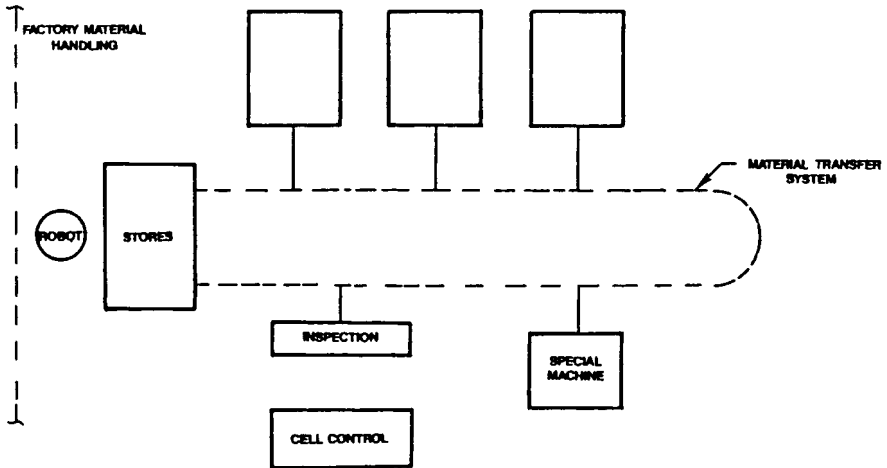 FACTORY MATERIAL
HANDLING
MATERIAL TRANSFER
SYSTEM
ROBOT
STORES
INSPECTION
SPECIAL
MACHINE
CELL CONTROL